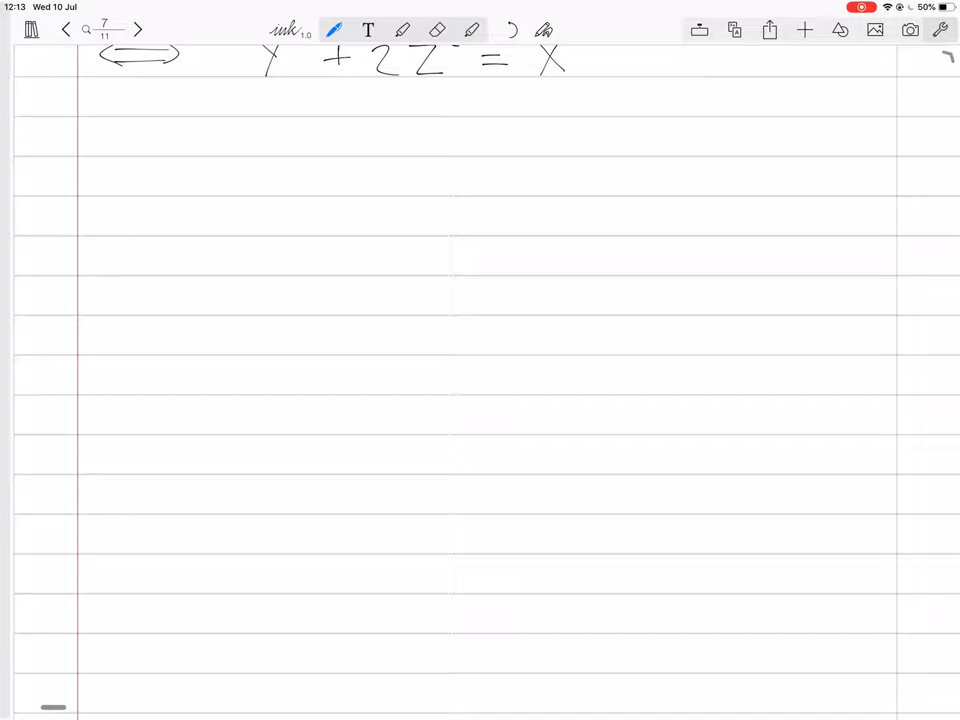 12:13 Wed 10 Jul 50%
7
11
ink 1.0 T
⟺ y + 2z = x